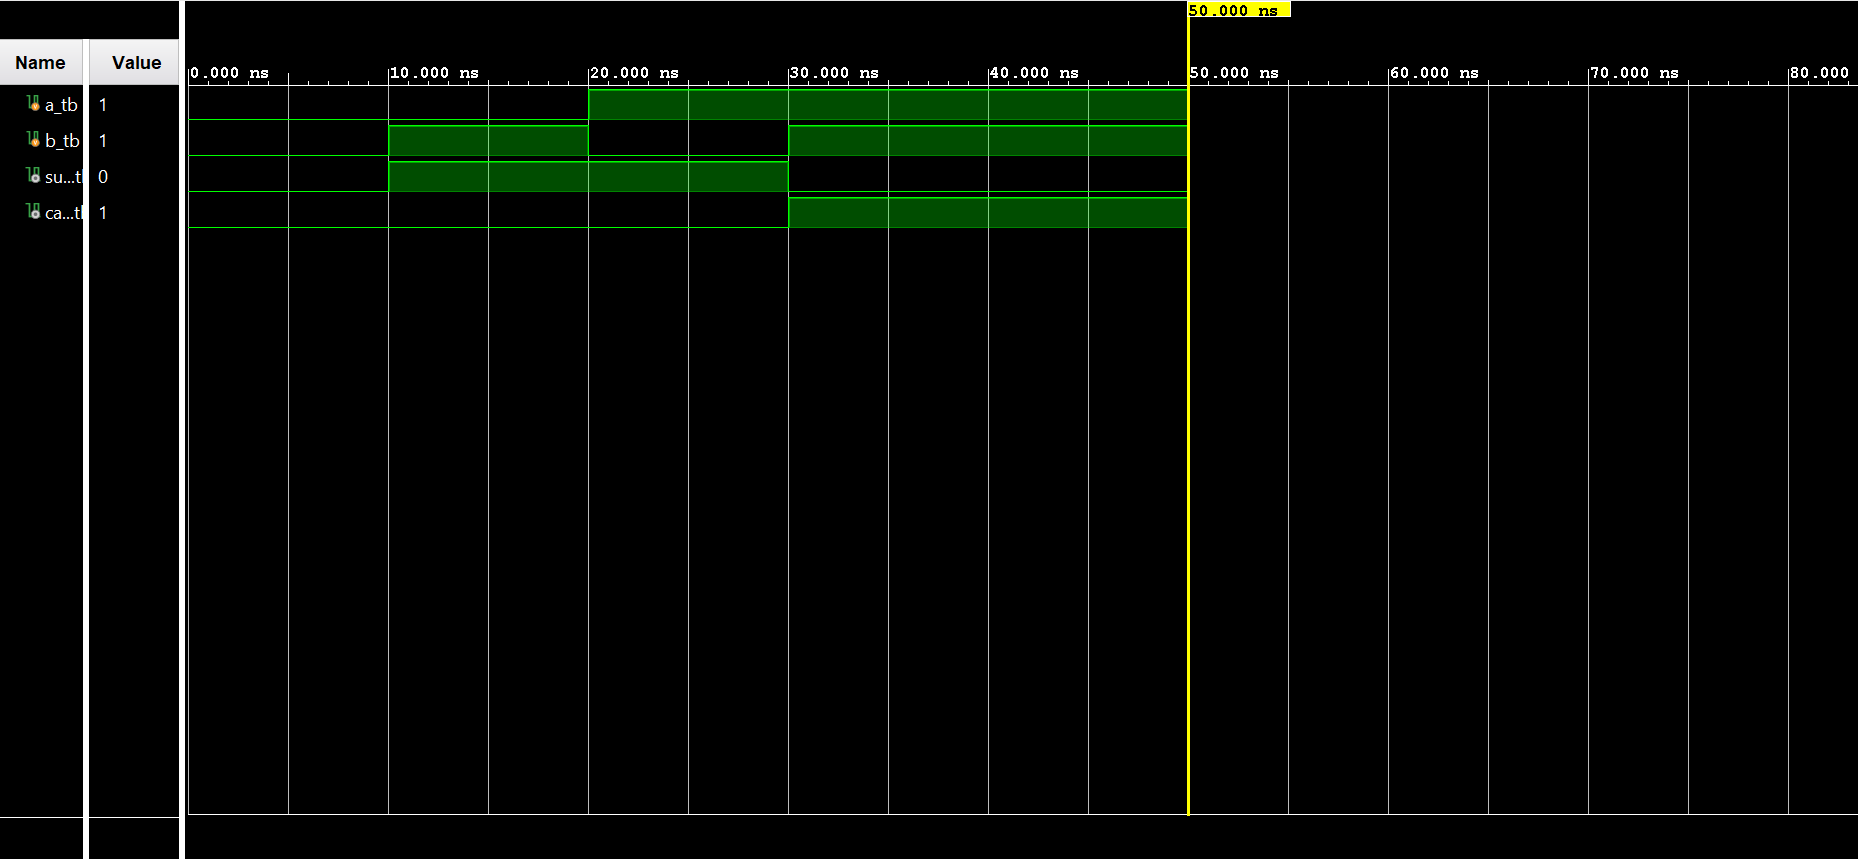 50.000 ns
Name Value
0.000 ns 10.000 ns 20.000 ns 30.000 ns 40.000 ns 50.000 ns 60.000 ns 70.000 ns 80.000
a_tb 1
b_tb 1
su...tl 0
ca...tl 1